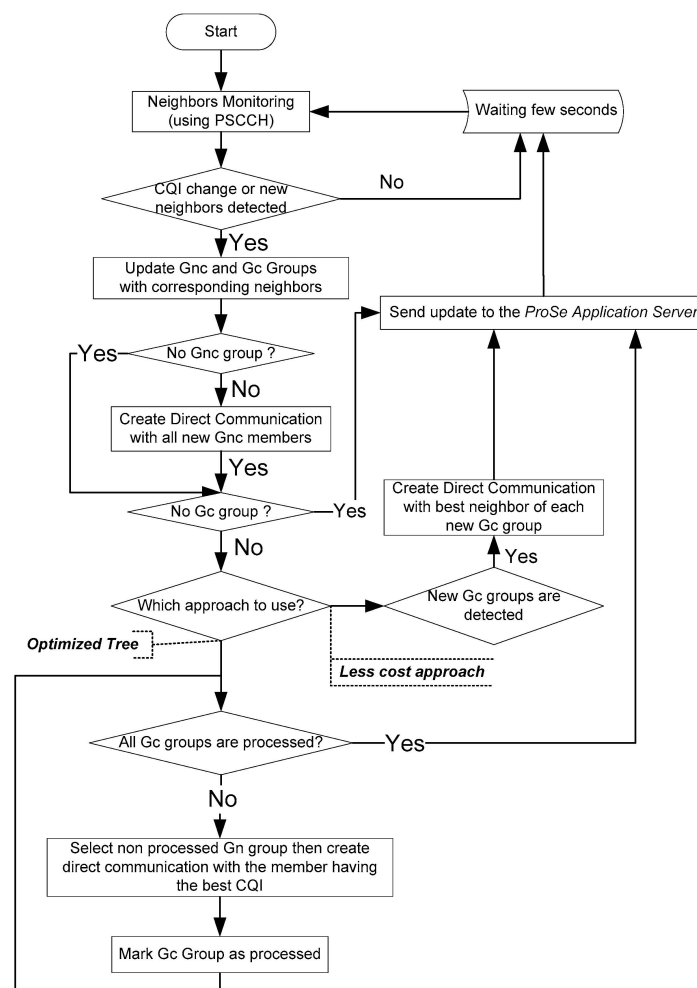 Start
Neighbors Monitoring
(using PSCCH)
Waiting few seconds
CQI change or new
neighbors detected
No
Yes
Update Gnc and Gc Groups
with corresponding neighbors
Send update to the ProSe Application Server
No Gnc group ?
Yes
No
Create Direct Communication
with all new Gnc members
Yes
No Gc group ?
Yes
No
Create Direct Communication
with best neighbor of each
new Gc group
Yes
Which approach to use?
New Gc groups are
detected
Optimized Tree
Less cost approach
All Gc groups are processed?
Yes
No
Select non processed Gn group then create
direct communication with the member having
the best CQI
Mark Gc Group as processed